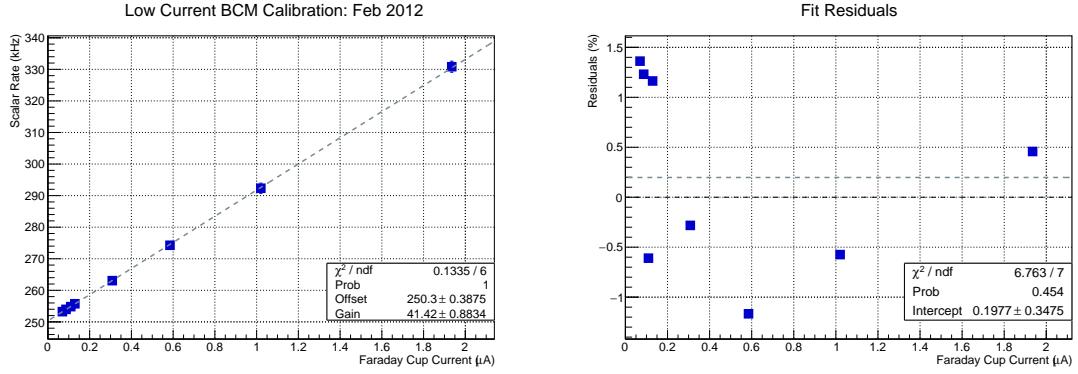 Low Current BCM Calibration: Feb 2012
Scalar Rate (kHz)
340
330
320
310
300
290
280
270
260
250
0 0.2 0.4 0.6 0.8 1 1.2 1.4 1.6 1.8 2
Faraday Cup Current (μA)
χ² / ndf 0.1335 / 6
Prob 1
Offset 250.3 ± 0.3875
Gain 41.42 ± 0.8834
Fit Residuals
Residuals (%)
1.5
1
0.5
0
−0.5
−1
0 0.2 0.4 0.6 0.8 1 1.2 1.4 1.6 1.8 2
Faraday Cup Current (μA)
χ² / ndf 6.763 / 7
Prob 0.454
Intercept 0.1977 ± 0.3475